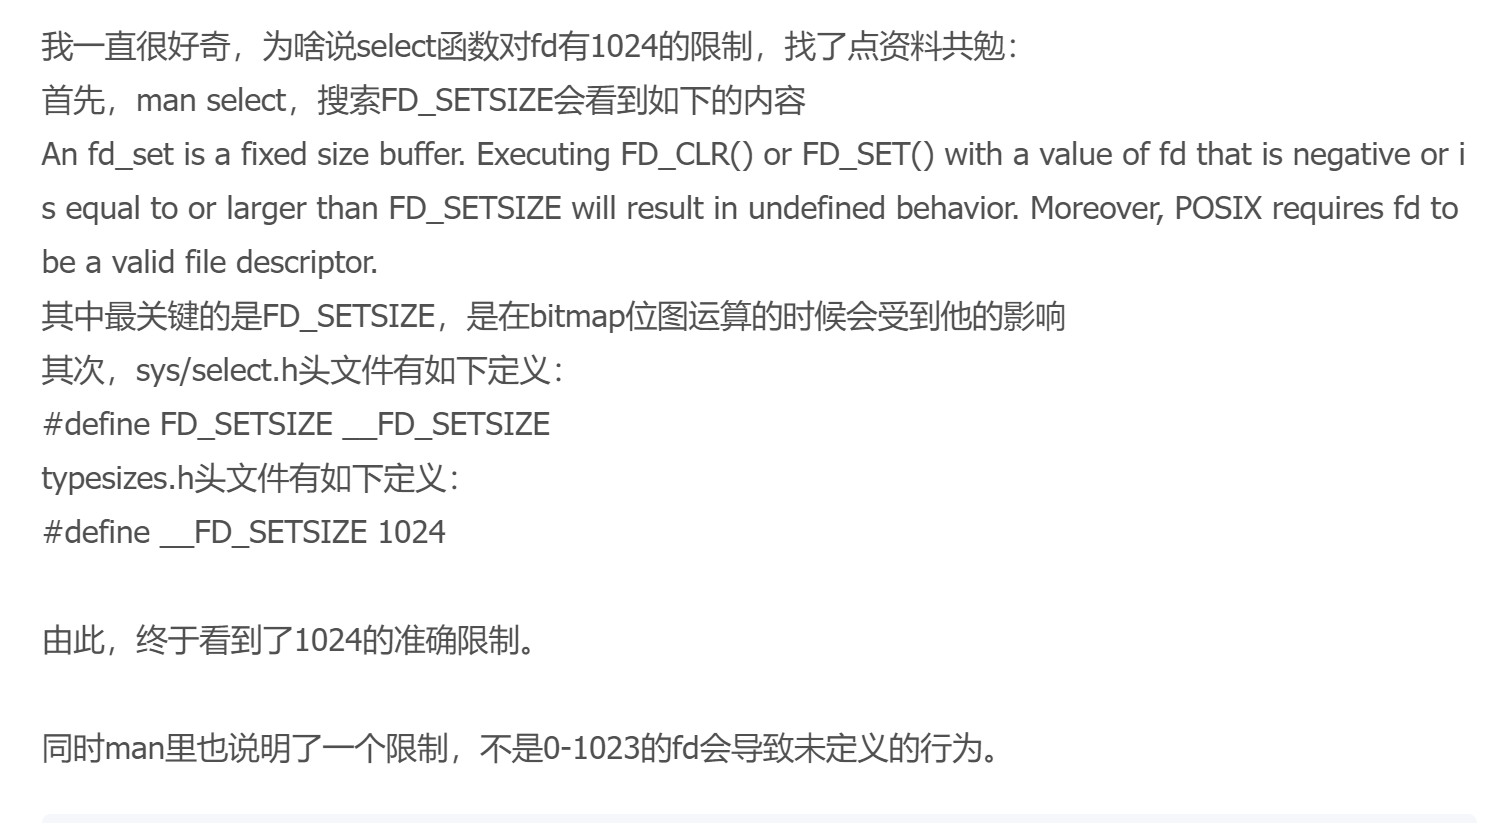 我一直很好奇，为啥说select函数对fd有1024的限制，找了点资料共勉：
首先，man select，搜索FD_SETSIZE会看到如下的内容
An fd_set is a fixed size buffer. Executing FD_CLR() or FD_SET() with a value of fd that is negative or i
s equal to or larger than FD_SETSIZE will result in undefined behavior. Moreover, POSIX requires fd to
be a valid file descriptor.
其中最关键的是FD_SETSIZE，是在bitmap位图运算的时候会受到他的影响
其次，sys/select.h头文件有如下定义：
#define FD_SETSIZE __FD_SETSIZE
typesizes.h头文件有如下定义：
#define __FD_SETSIZE 1024
由此，终于看到了1024的准确限制。
同时man里也说明了一个限制，不是0-1023的fd会导致未定义的行为。